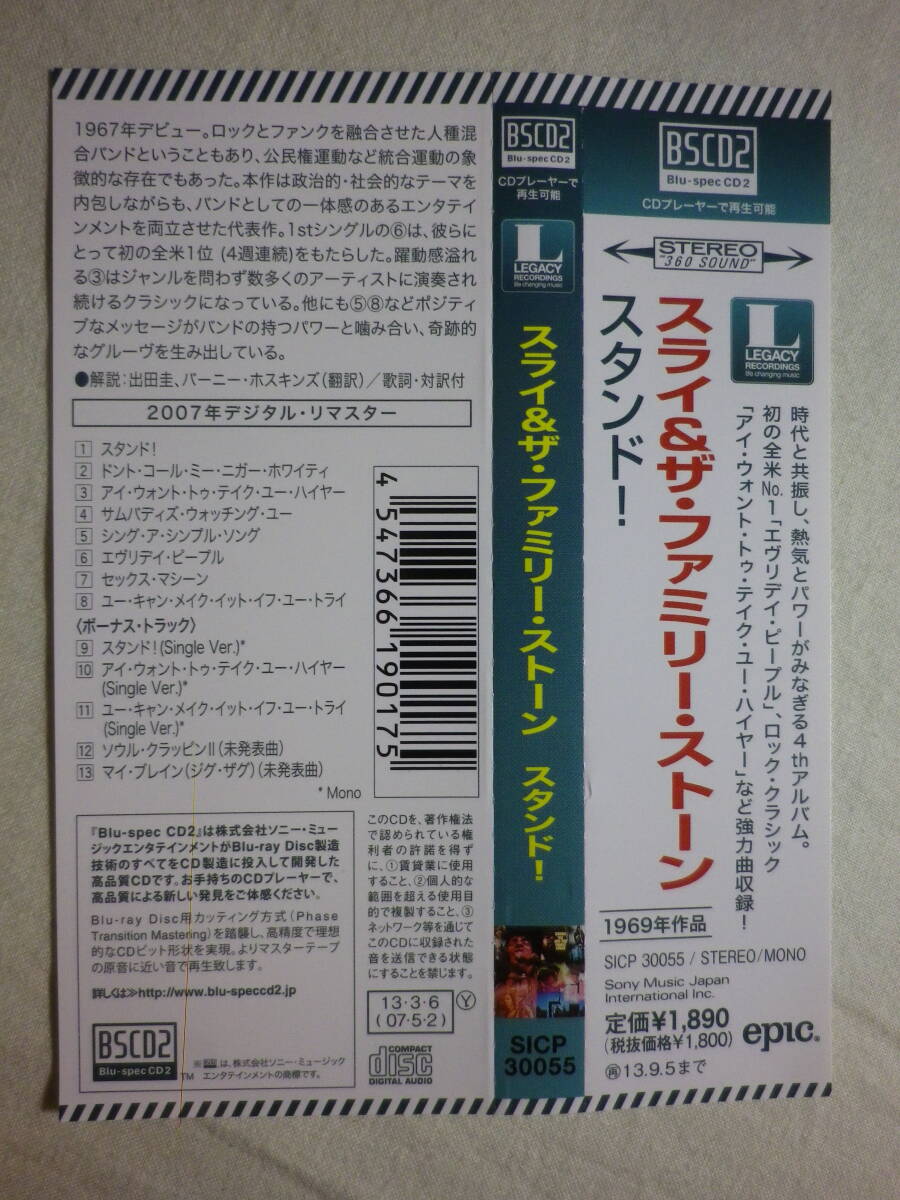 1967年デビュー。ロックとファンクを融合させた人種混
合バンドということもあり、公民権運動など統合運動の象
徴的な存在でもあった。本作は政治的・社会的なテーマを
内包しながらも、バンドとしての一体感のあるエンタテイ
ンメントを両立させた代表作。1stシングルの⑥は、彼らに
とって初の全米1位 (4週連続)をもたらした。躍動感溢れ
る③はジャンルを問わず数多くのアーティストに演奏され
続けるクラシックになっている。他にも⑤⑧などポジティ
ブなメッセージがバンドの持つパワーと噛み合い、奇跡的
なグルーヴを生み出している。
●解説：出田圭、バーニー・ホスキンズ(翻訳)／歌詞・対訳付
2007年デジタル・リマスター
1 スタンド！
2 ドント・コール・ミー・ニガー・ホワイティ
3 アイ・ウォント・トゥ・テイク・ユー・ハイヤー
4 サムバディズ・ウォッチング・ユー
5 シング・ア・シンプル・ソング
6 エヴリデイ・ピープル
7 セックス・マシーン
8 ユー・キャン・メイク・イット・イフ・ユー・トライ
〈ボーナス・トラック〉
9 スタンド！(Single Ver.)*
10 アイ・ウォント・トゥ・テイク・ユー・ハイヤー
(Single Ver.)*
11 ユー・キャン・メイク・イット・イフ・ユー・トライ
(Single Ver.)*
12 ソウル・クラッピンII (未発表曲)
13 マイ・ブレイン(ジグ・ザグ) (未発表曲)
* Mono
4 547366 190175
『Blu-spec CD2』は株式会社ソニー・ミュー
ジックエンタテインメントがBlu-ray Disc製造
技術のすべてをCD製造に投入して開発した
高品質CDです。お手持ちのCDプレーヤーで、
高品質による新しい発見をご体感ください。
Blu-ray Disc用カッティング方式(Phase
Transition Mastering)を踏襲し、高精度で理想
的なCDピット形状を実現。よりマスターテープ
の原音に近い音で再生致します。
詳しくは≫http://www.blu-speccd2.jp
BSCD2
Blu-spec CD2
TM
※BSCD2は、株式会社ソニー・ミュージック
エンタテインメントの商標です。
このCDを、著作権法
で認められている権
利者の許諾を得ず
に、①賃貸業に使用
すること、②個人的な
範囲を超える使用目
的で複製すること、③
ネットワーク等を通じて
このCDに収録された
音を送信できる状態
にすることを禁じます。
13・3・6
(07・5・2)
Y
COMPACT
disc
DIGITAL AUDIO
BSCD2
Blu-spec CD2
CDプレーヤーで
再生可能
L
LEGACY
RECORDINGS
life changing music
スライ&ザ・ファミリー・ストーン　スタンド！
SICP
30055
BSCD2
Blu-spec CD2
CDプレーヤーで再生可能
STEREO
"360 SOUND"
L
LEGACY
RECORDINGS
life changing music
時代と共振し、熱気とパワーがみなぎる4thアルバム。
初の全米No.1「エヴリデイ・ピープル」、ロック・クラシック
「アイ・ウォント・トゥ・テイク・ユー・ハイヤー」など強力曲収録！
スライ&ザ・ファミリー・ストーン
スタンド！
1969年作品
SICP 30055 / STEREO/MONO
Sony Music Japan
International Inc.
定価¥1,890
(税抜価格¥1,800)
epic.
再13.9.5まで